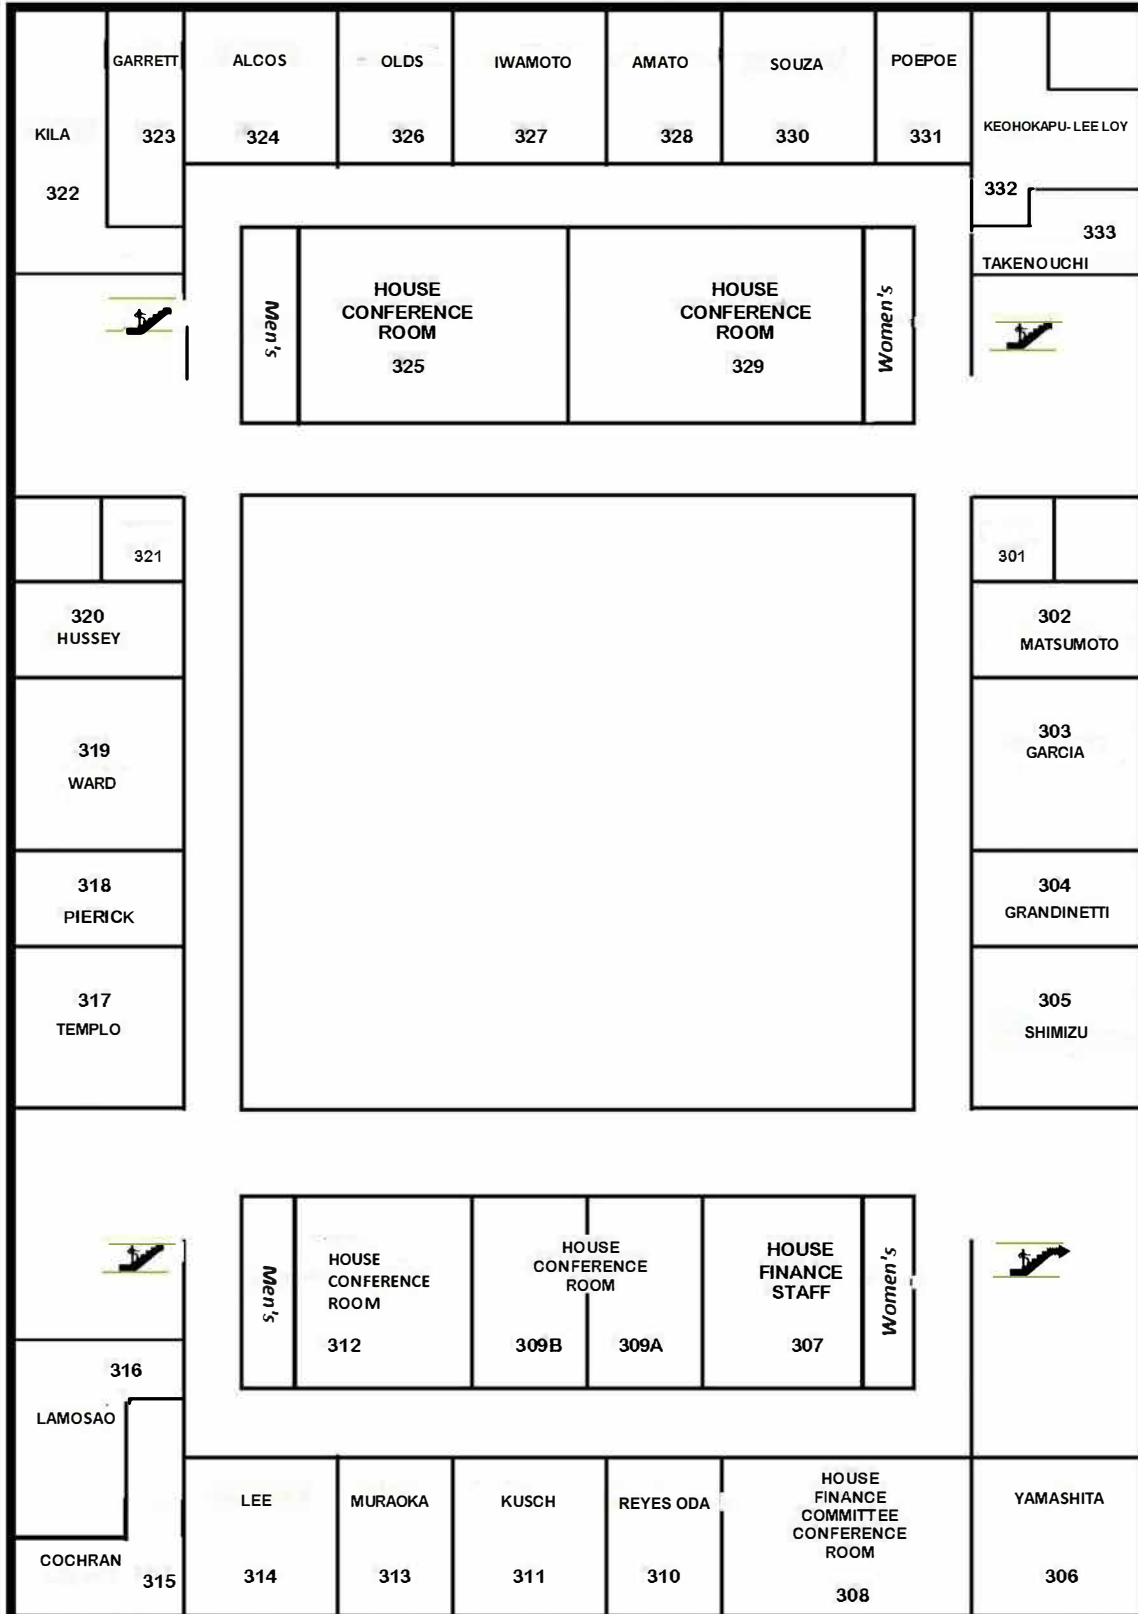 GARRETT
ALCOS
OLDS
IWAMOTO
AMATO
SOUZA
POEPOE
KILA
323
324
326
327
328
330
331
KEOHOKAPU- LEE LOY
322
332
333
TAKENOUCHI
Men's
HOUSE
CONFERENCE
ROOM
325
HOUSE
CONFERENCE
ROOM
329
Women's
321
301
320
HUSSEY
302
MATSUMOTO
319
WARD
303
GARCIA
318
PIERICK
304
GRANDINETTI
317
TEMPLO
305
SHIMIZU
Men's
HOUSE
CONFERENCE
ROOM
312
HOUSE
CONFERENCE
ROOM
309B
309A
HOUSE
FINANCE
STAFF
307
Women's
316
LAMOSAO
COCHRAN
315
LEE
314
MURAOKA
313
KUSCH
311
REYES ODA
310
HOUSE
FINANCE
COMMITTEE
CONFERENCE
ROOM
308
YAMASHITA
306